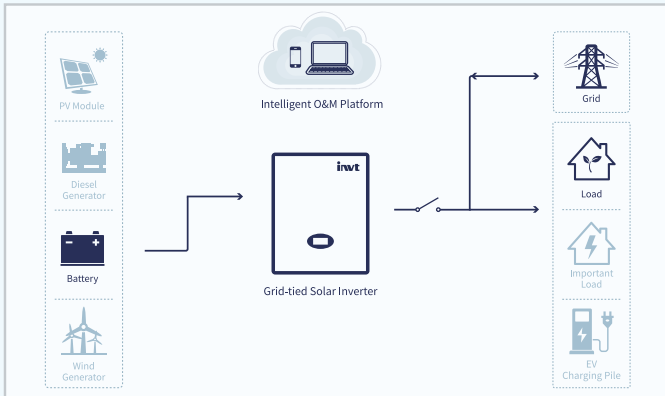 Intelligent O&M Platform
PV Module
Diesel
Generator
Battery
Wind
Generator
invt
Grid-tied Solar Inverter
Grid
Load
Important
Load
EV
Charging Pile